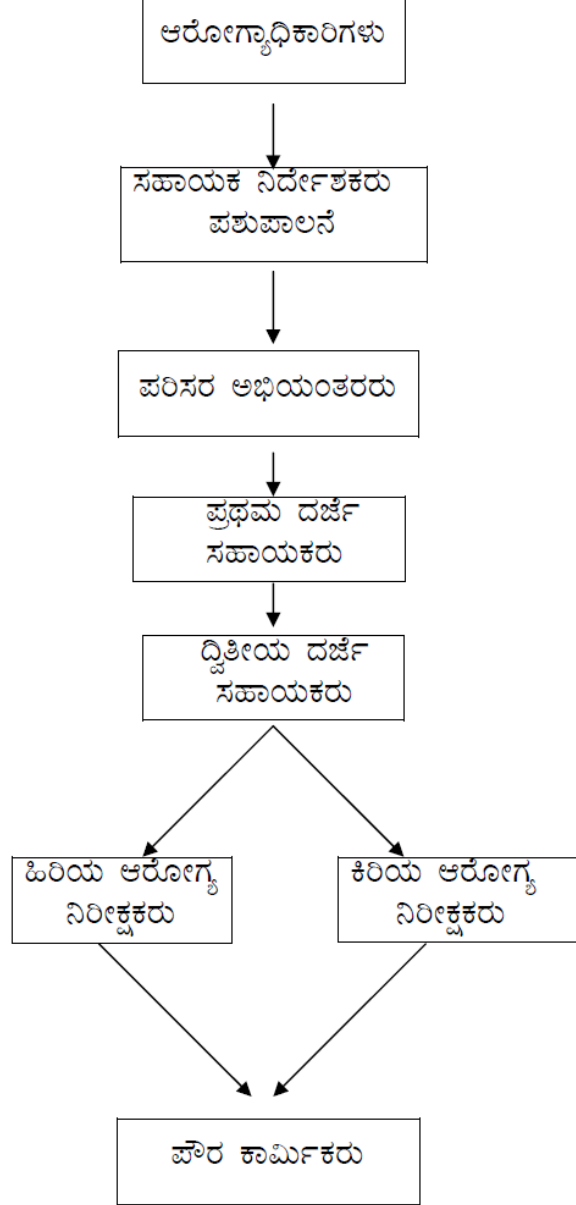 ಆರೋಗ್ಯಾಧಿಕಾರಿಗಳು
ಸಹಾಯಕ ನಿರ್ದೇಶಕರು
ಪಶುಪಾಲನೆ
ಪರಿಸರ ಅಭಿಯಂತರರು
ಪ್ರಥಮ ದರ್ಜೆ
ಸಹಾಯಕರು
ದ್ವಿತೀಯ ದರ್ಜೆ
ಸಹಾಯಕರು
ಹಿರಿಯ ಆರೋಗ್ಯ
ನಿರೀಕ್ಷಕರು
ಕಿರಿಯ ಆರೋಗ್ಯ
ನಿರೀಕ್ಷಕರು
ಪೌರ ಕಾರ್ಮಿಕರು